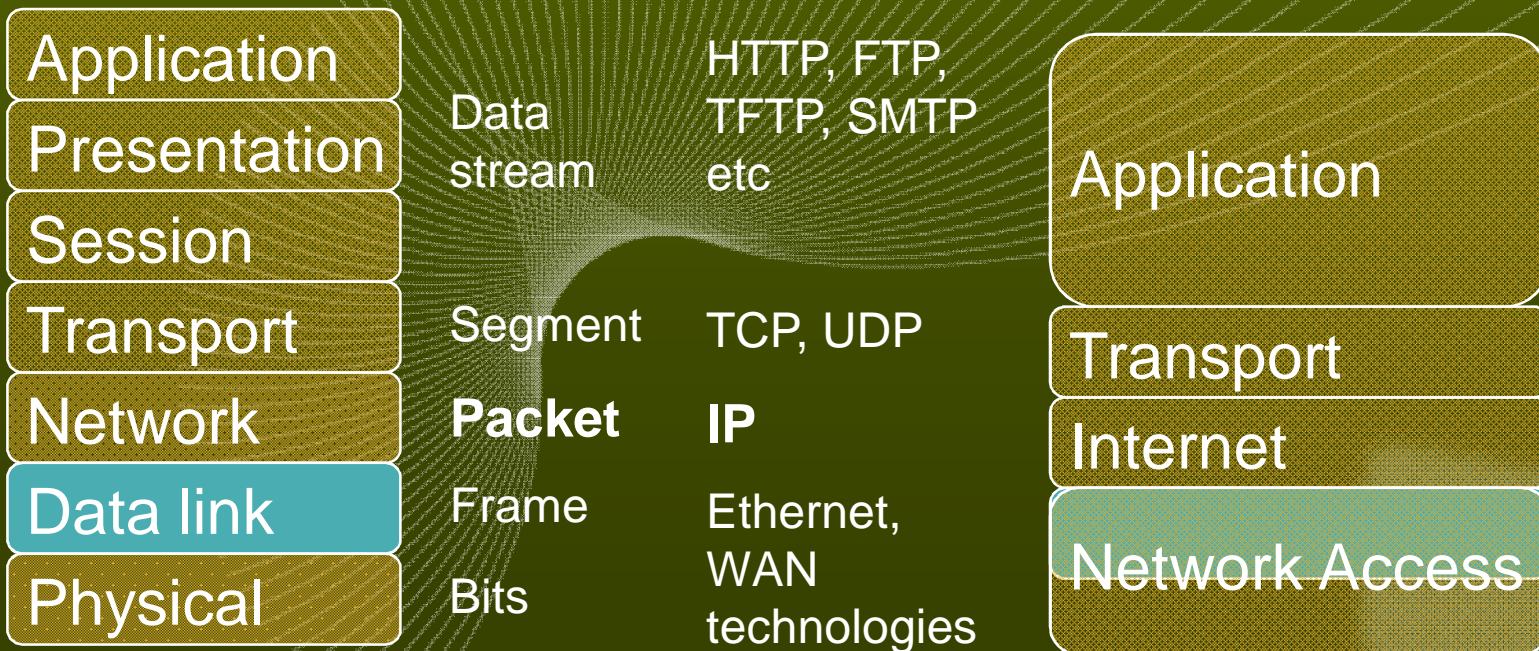 Application
Presentation
Session
Transport
Network
Data link
Physical
Data
stream
Segment
Packet
Frame
Bits
HTTP, FTP,
TFTP, SMTP
etc
TCP, UDP
IP
Ethernet,
WAN
technologies
Application
Transport
Internet
Network Access